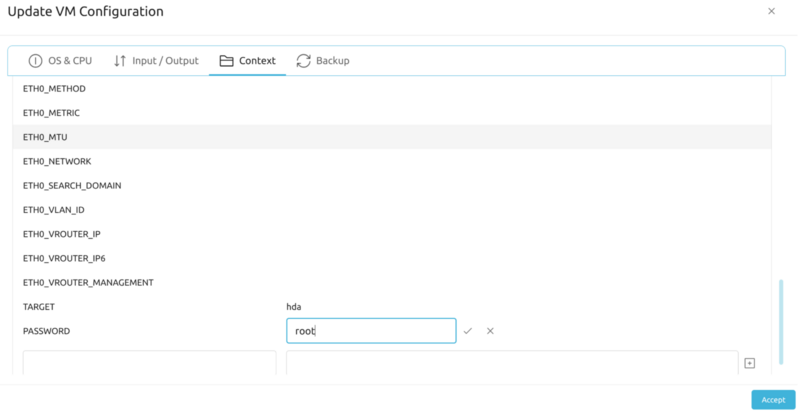 Update VM Configuration
OS & CPU Input / Output Context Backup
ETH0_METHOD
ETH0_METRIC
ETH0_MTU
ETH0_NETWORK
ETH0_SEARCH_DOMAIN
ETH0_VLAN_ID
ETH0_VROUTER_IP
ETH0_VROUTER_IP6
ETH0_VROUTER_MANAGEMENT
TARGET hda
PASSWORD root
Accept